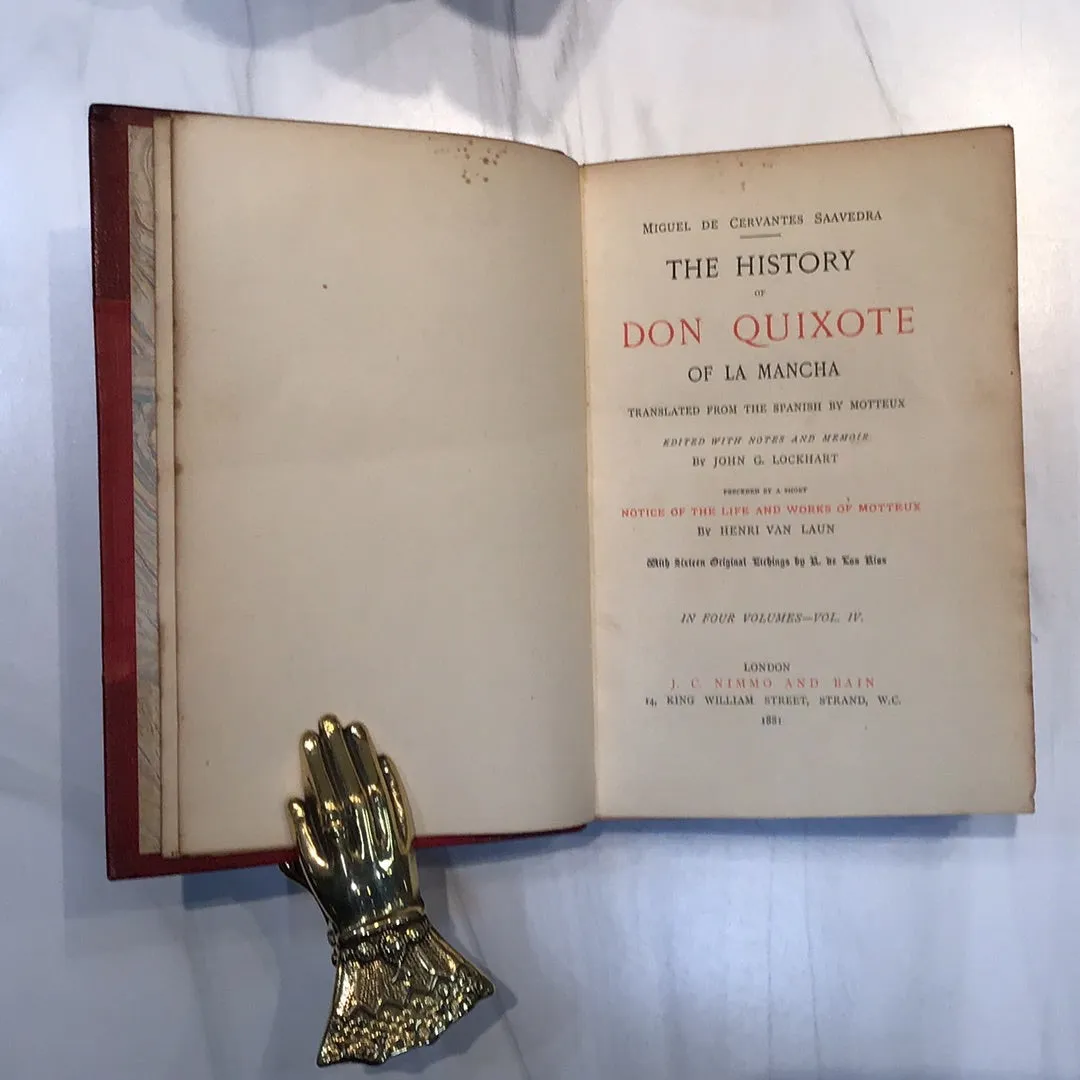 MIGUEL DE CERVANTES SAAVEDRA
THE HISTORY
OF
DON QUIXOTE
OF LA MANCHA
TRANSLATED FROM THE SPANISH BY MOTTEUX
EDITED WITH NOTES AND MEMOIR
BY JOHN G. LOCKHART
PRECEDED BY A SHORT
NOTICE OF THE LIFE AND WORKS OF MOTTEUX
BY HENRI VAN LAUN
With Sixteen Original Etchings by R. de Los Rios
IN FOUR VOLUMES—VOL. IV.
LONDON
J. C. NIMMO AND BAIN
14, KING WILLIAM STREET, STRAND, W.C.
1881